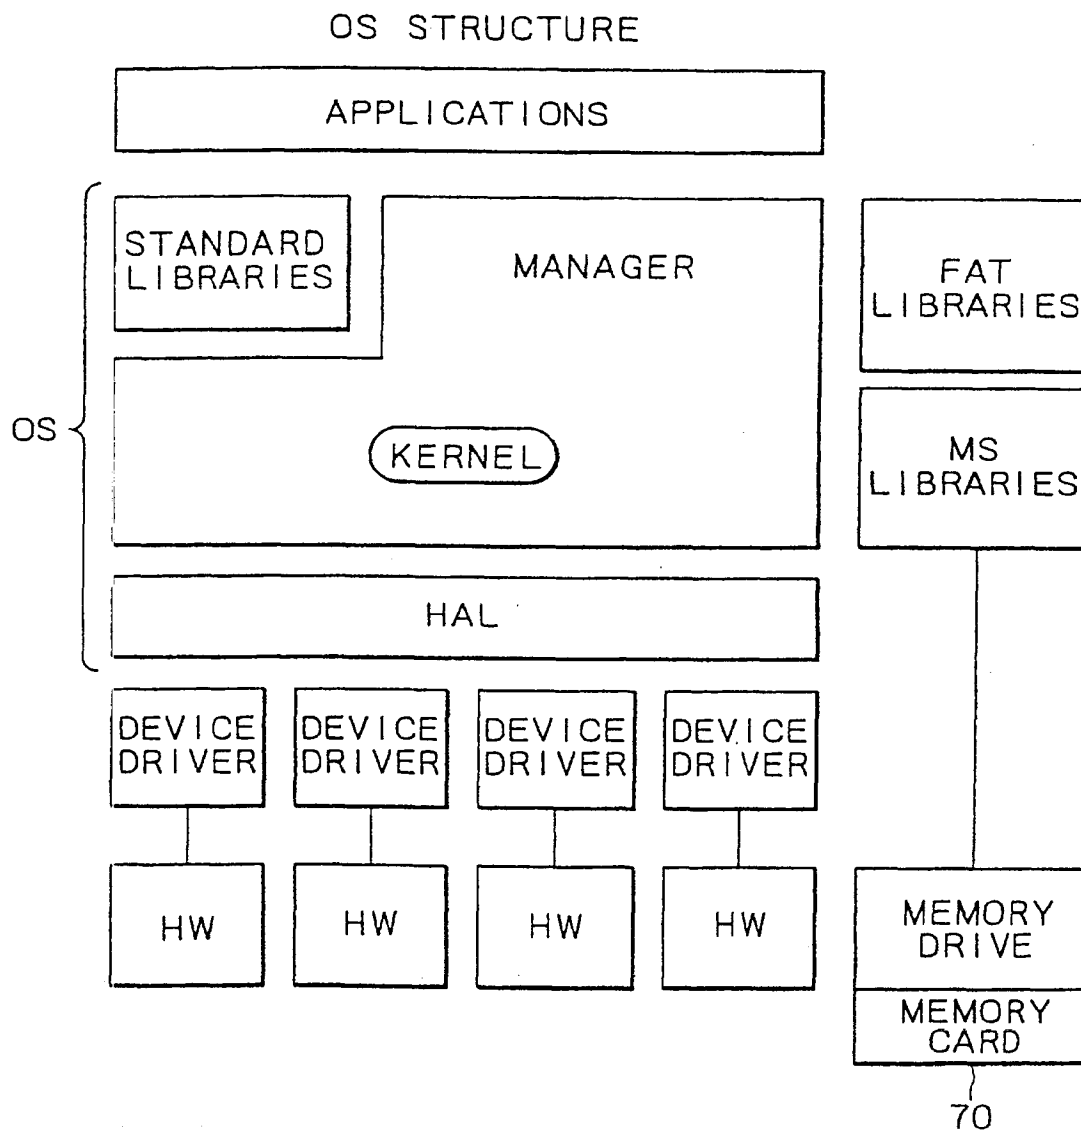 OS STRUCTURE
APPLICATIONS
STANDARD
LIBRARIES
MANAGER
FAT
LIBRARIES
OS
KERNEL
MS
LIBRARIES
HAL
DEVICE
DRIVER
DEVICE
DRIVER
DEVICE
DRIVER
DEVICE
DRIVER
HW
HW
HW
HW
MEMORY
DRIVE
MEMORY
CARD
70